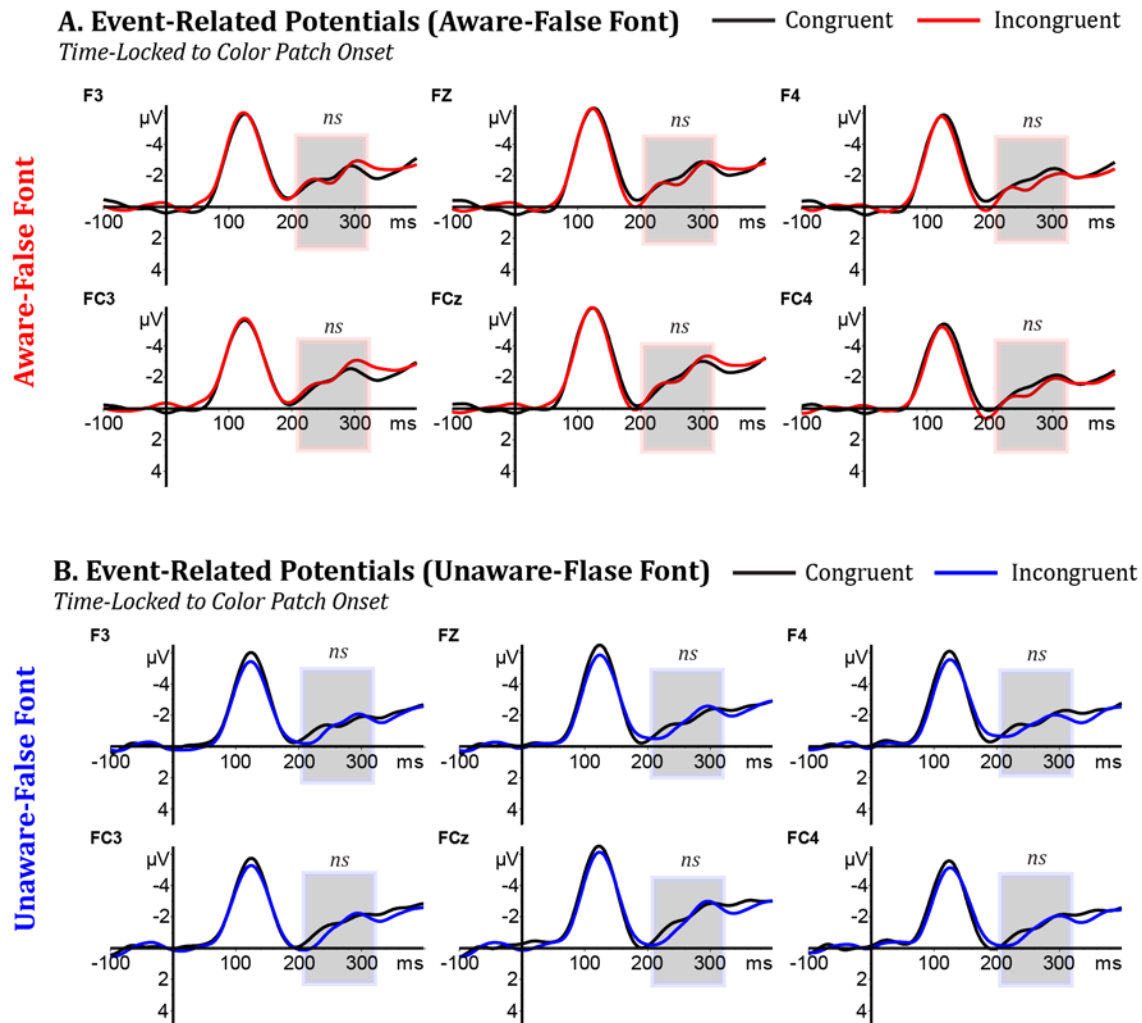 A. Event-Related Potentials (Aware-False Font) Congruent Incongruent
Time-Locked to Color Patch Onset
Aware-False Font
F3 FZ F4
µV ns µV ns µV ns
-4 -4 -4
-2 -2 -2
-100 100 200 300 ms -100 100 200 300 ms -100 100 200 300 ms
2 2 2
4 4 4
FC3 FCz FC4
µV ns µV ns µV ns
-4 -4 -4
-2 -2 -2
-100 100 200 300 ms -100 100 200 300 ms -100 100 200 300 ms
2 2 2
4 4 4
B. Event-Related Potentials (Unaware-Flase Font) Congruent Incongruent
Time-Locked to Color Patch Onset
Unaware-False Font
F3 FZ F4
µV ns µV ns µV ns
-4 -4 -4
-2 -2 -2
-100 100 200 300 ms -100 100 200 300 ms -100 100 200 300 ms
2 2 2
4 4 4
FC3 FCz FC4
µV ns µV ns µV ns
-4 -4 -4
-2 -2 -2
-100 100 200 300 ms -100 100 200 300 ms -100 100 200 300 ms
2 2 2
4 4 4